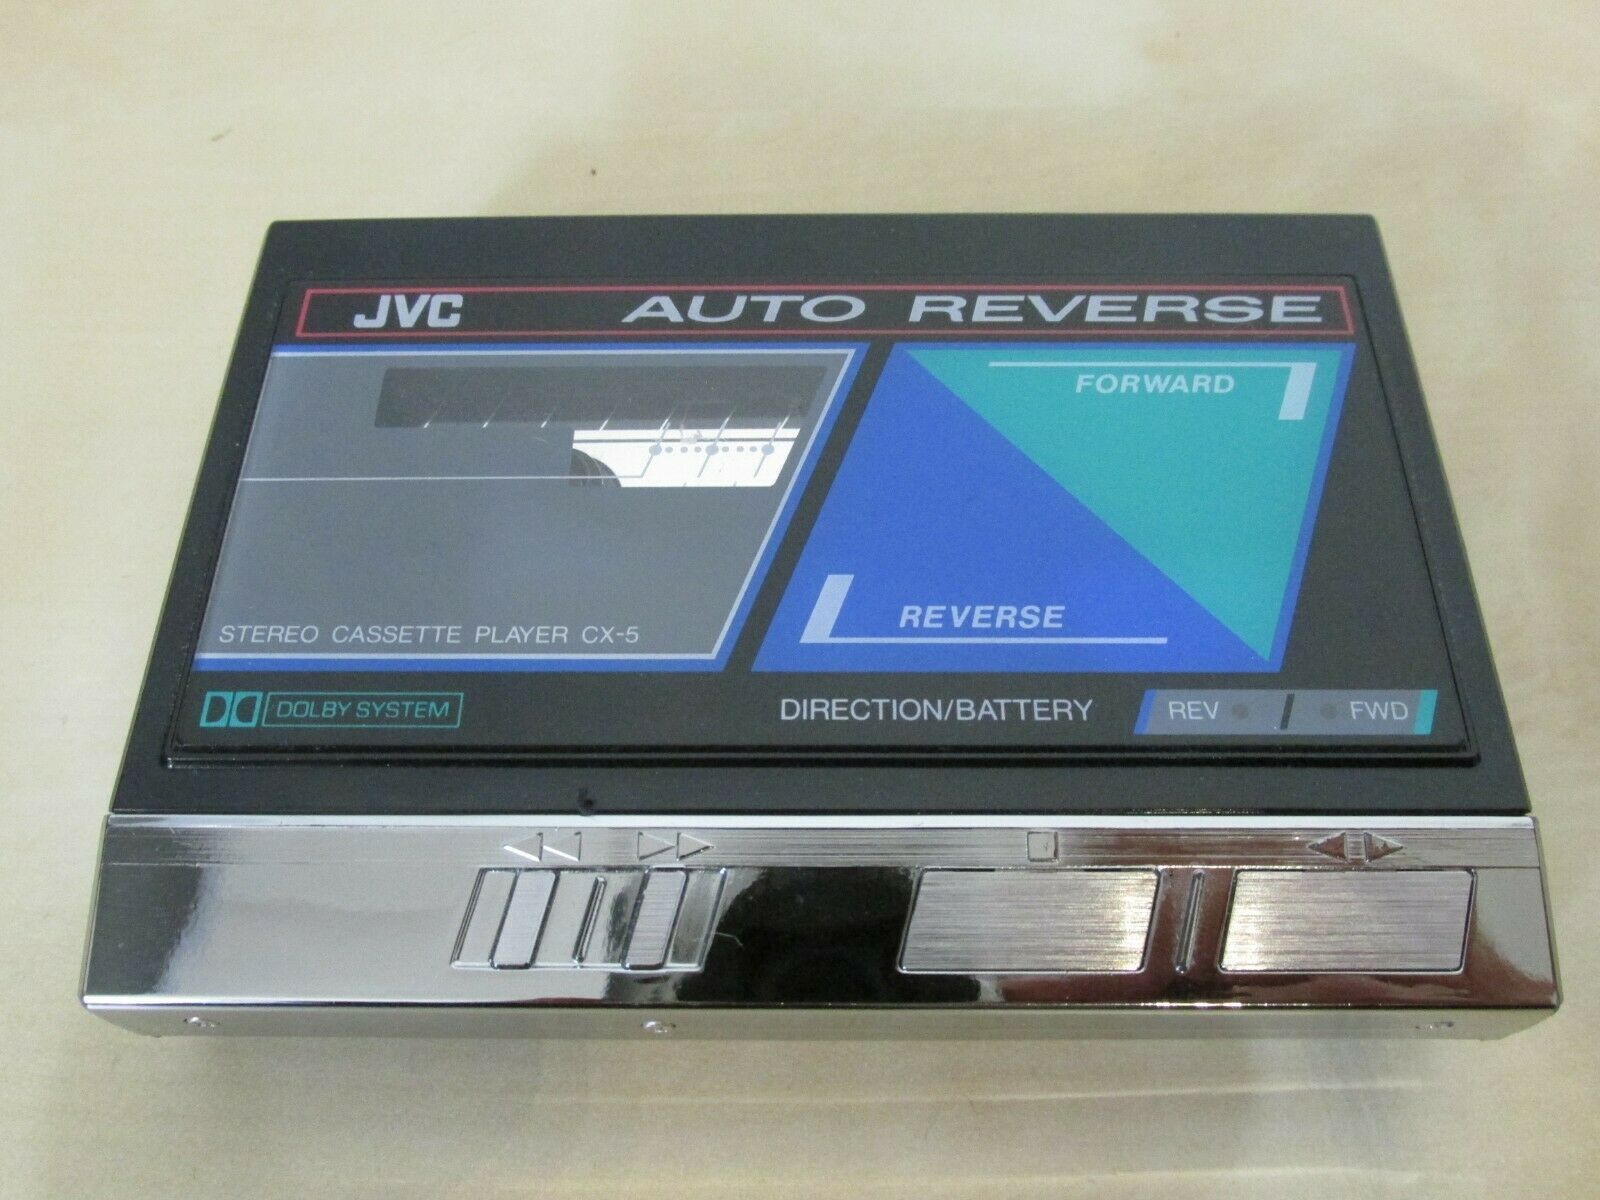 JVC AUTO REVERSE
FORWARD
REVERSE
STEREO CASSETTE PLAYER CX-5
DOLBY SYSTEM
DIRECTION/BATTERY
REV FWD